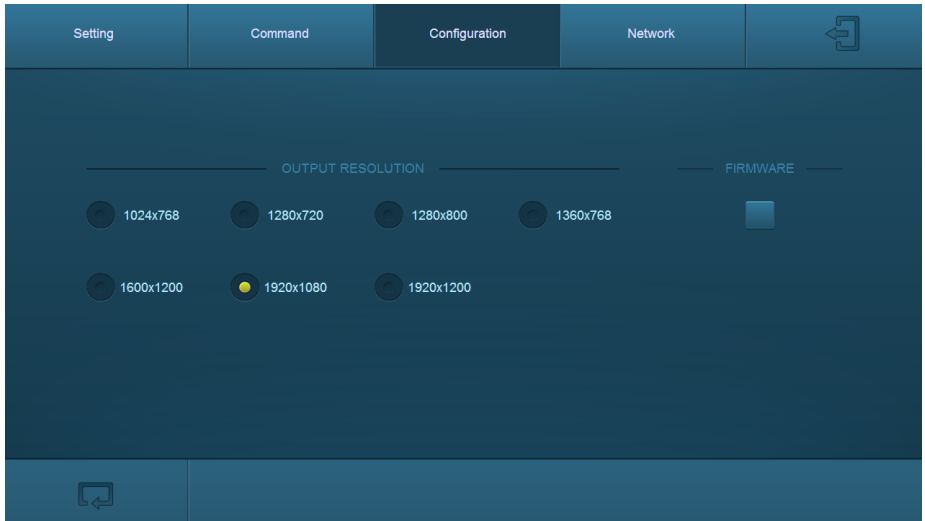 Setting Command Configuration Network
OUTPUT RESOLUTION FIRMWARE
1024x768 1280x720 1280x800 1360x768
1600x1200 1920x1080 1920x1200